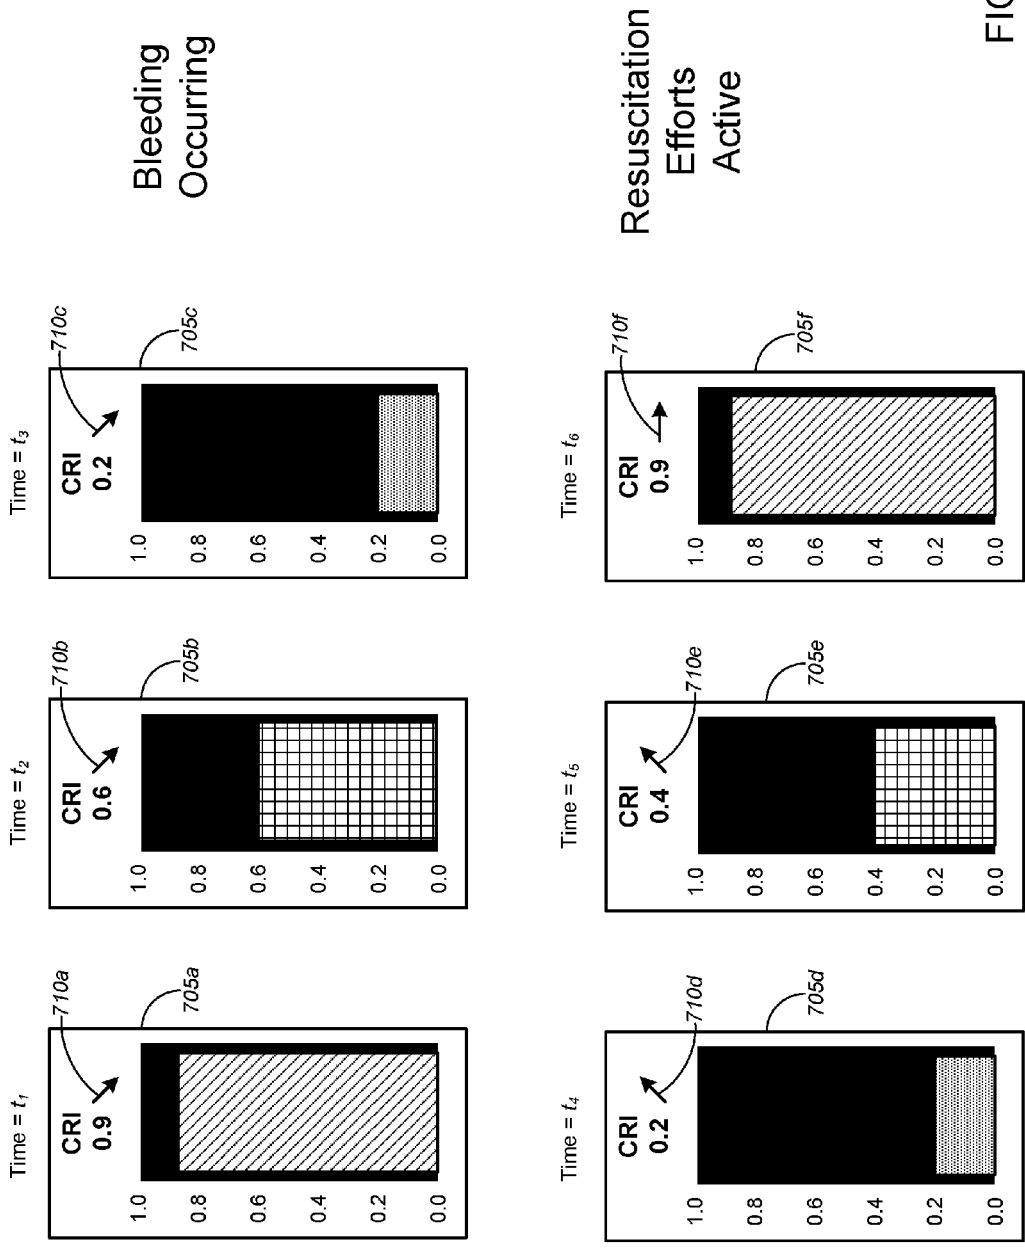 Time = t1
710a
CRI
0.9
1.0
0.8
0.6
0.4
0.2
0.0
705a
Time = t2
710b
CRI
0.6
1.0
0.8
0.6
0.4
0.2
0.0
705b
Time = t3
710c
CRI
0.2
1.0
0.8
0.6
0.4
0.2
0.0
705c
Bleeding
Occurring
Time = t4
710d
CRI
0.2
1.0
0.8
0.6
0.4
0.2
0.0
705d
Time = t5
710e
CRI
0.4
1.0
0.8
0.6
0.4
0.2
0.0
705e
Time = t6
710f
CRI
0.9
1.0
0.8
0.6
0.4
0.2
0.0
705f
Resuscitation
Efforts
Active